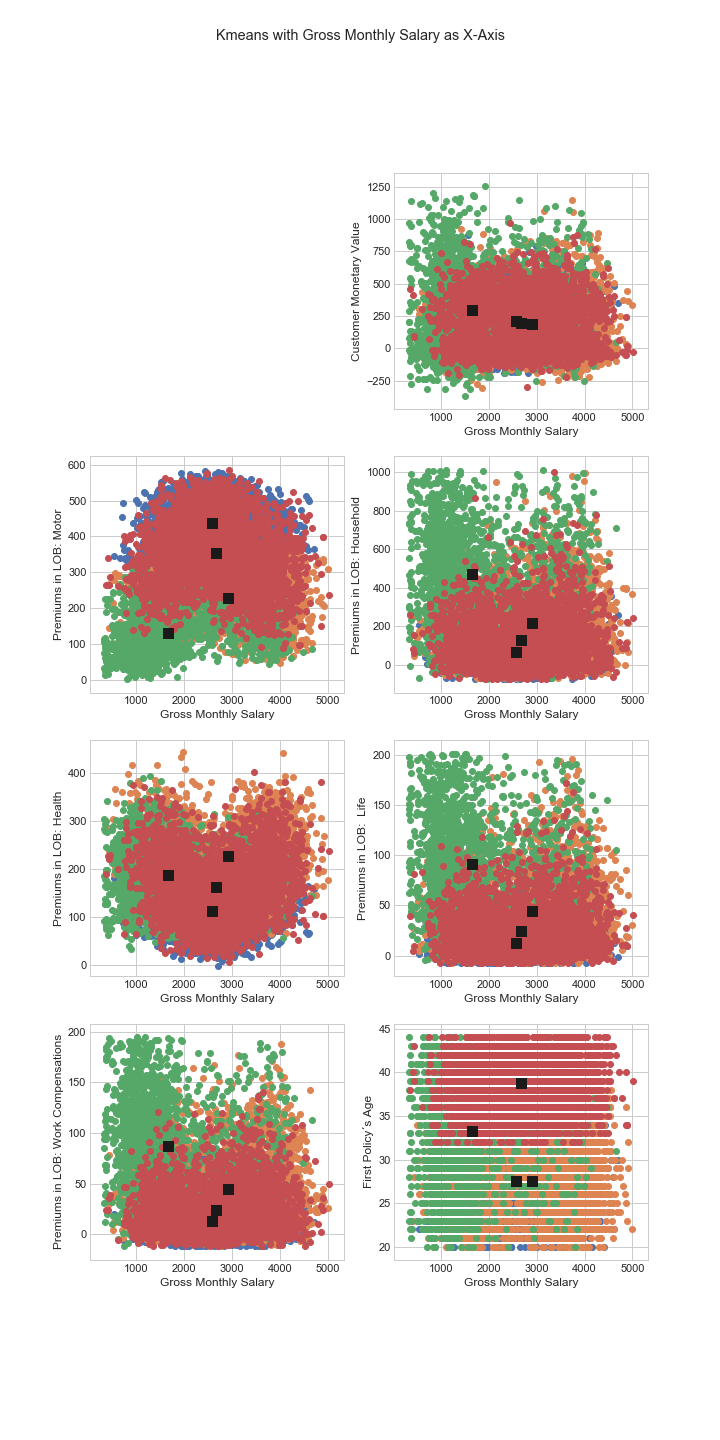 Kmeans with Gross Monthly Salary as X-Axis
Customer Monetary Value
1250
1000
750
500
250
0
−250
1000 2000 3000 4000 5000
Gross Monthly Salary
Premiums in LOB: Motor
600
500
400
300
200
100
0
1000 2000 3000 4000 5000
Gross Monthly Salary
Premiums in LOB: Household
1000
800
600
400
200
0
1000 2000 3000 4000 5000
Gross Monthly Salary
Premiums in LOB: Health
400
300
200
100
0
1000 2000 3000 4000 5000
Gross Monthly Salary
Premiums in LOB:  Life
200
150
100
50
0
1000 2000 3000 4000 5000
Gross Monthly Salary
Premiums in LOB: Work Compensations
200
150
100
50
0
1000 2000 3000 4000 5000
Gross Monthly Salary
First Policy´s Age
45
40
35
30
25
20
1000 2000 3000 4000 5000
Gross Monthly Salary